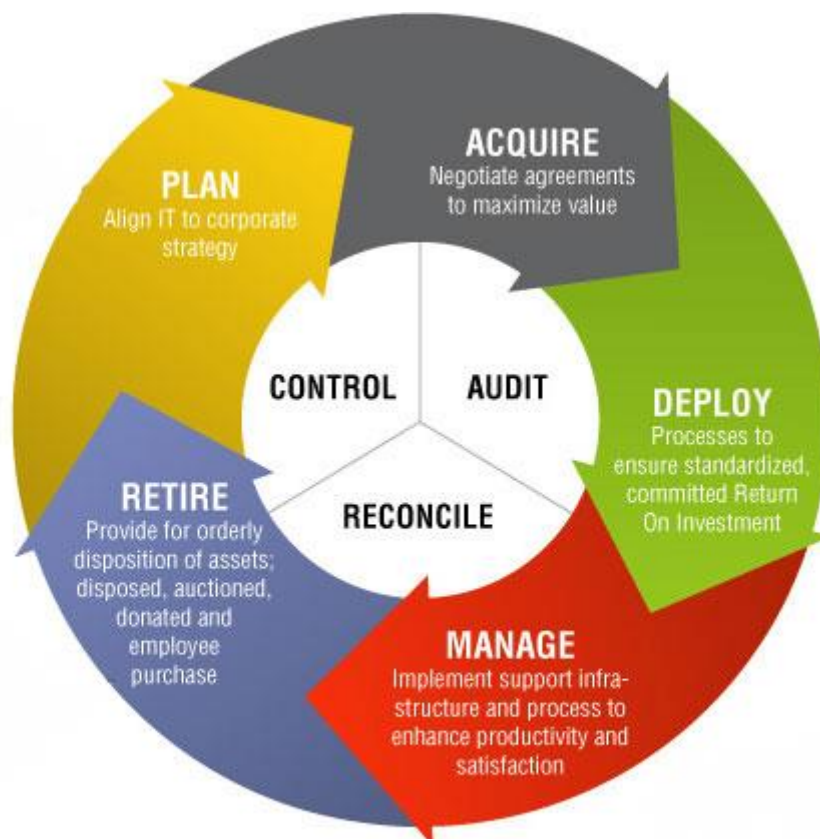 PLAN
Align IT to corporate
strategy
ACQUIRE
Negotiate agreements
to maximize value
DEPLOY
Processes to
ensure standardized,
committed Return
On Investment
MANAGE
Implement support infra-
structure and process to
enhance productivity and
satisfaction
RETIRE
Provide for orderly
disposition of assets;
disposed, auctioned,
donated and
employee
purchase
CONTROL
AUDIT
RECONCILE